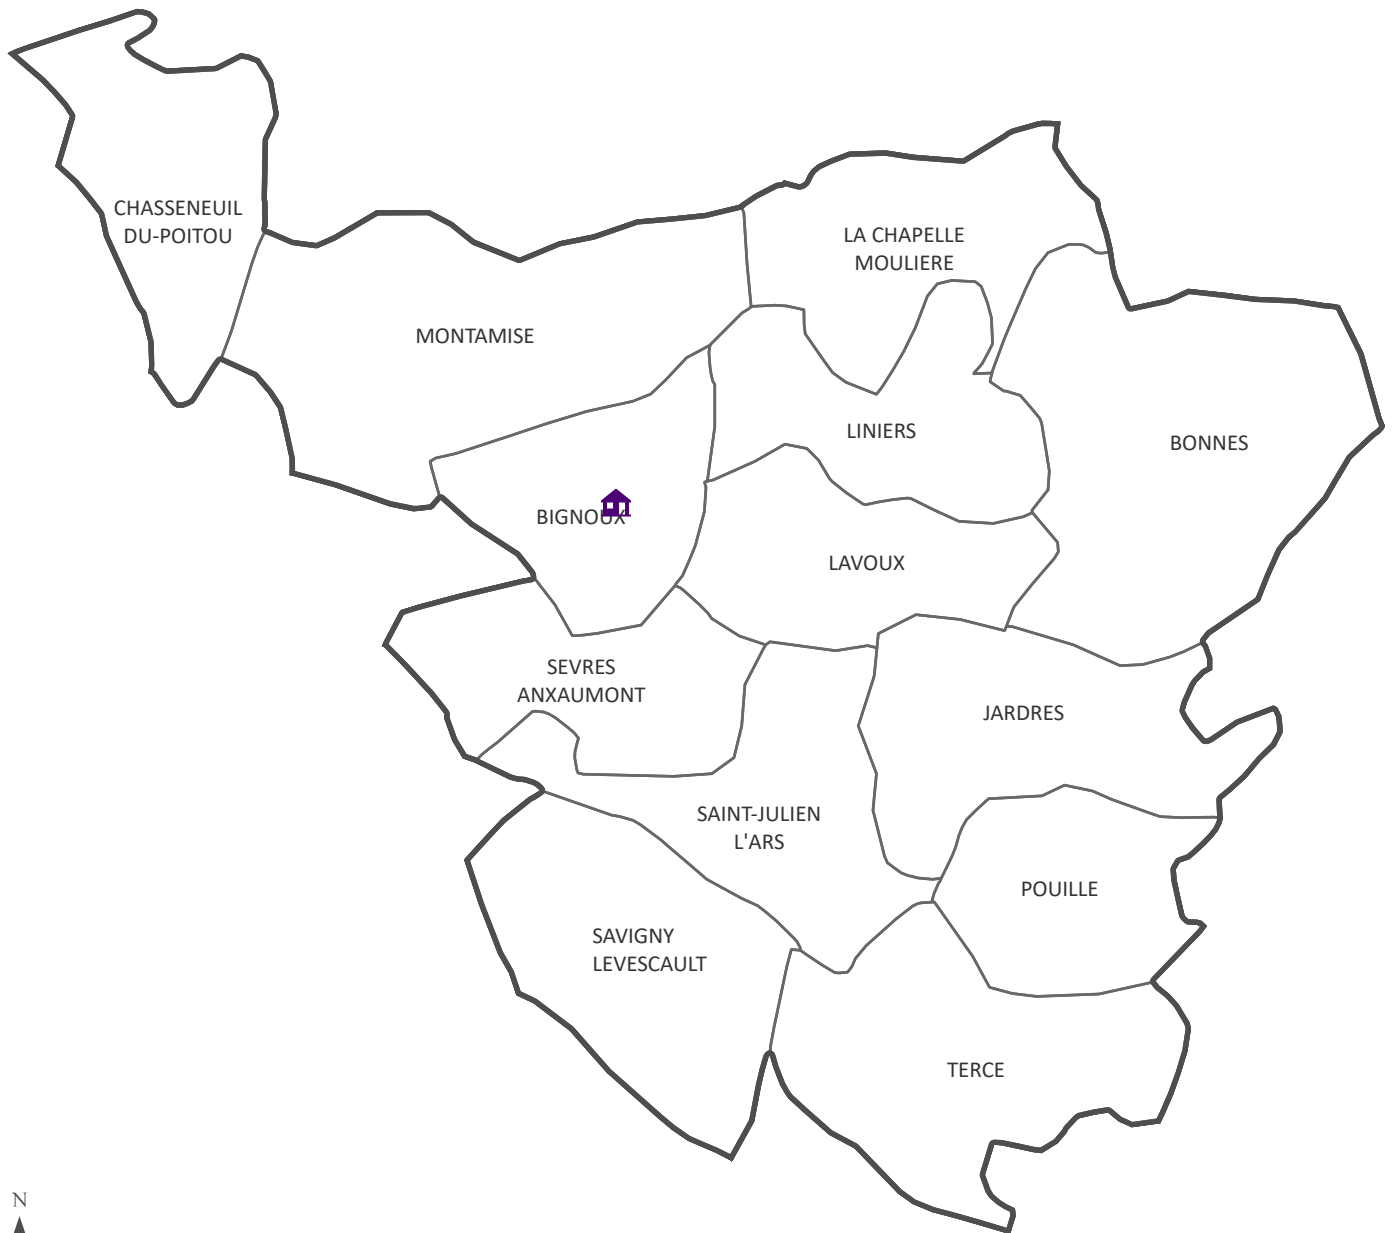 CHASSENEUIL
DU-POITOU
LA CHAPELLE
MOULIERE
MONTAMISE
LINIERS
BONNES
BIGNOUX
LAVOUX
SEVRES
ANXAUMONT
JARDRES
SAINT-JULIEN
L'ARS
POUILLE
SAVIGNY
LEVESCAULT
TERCE
N